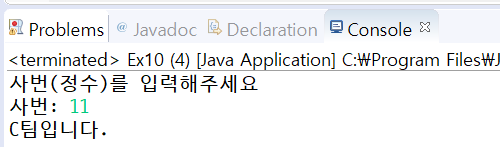 Problems @ Javadoc Declaration Console
<terminated> Ex10 (4) [Java Application] C:₩Program Files₩J
사번(정수)를 입력해주세요
사번: 11
C팀입니다.